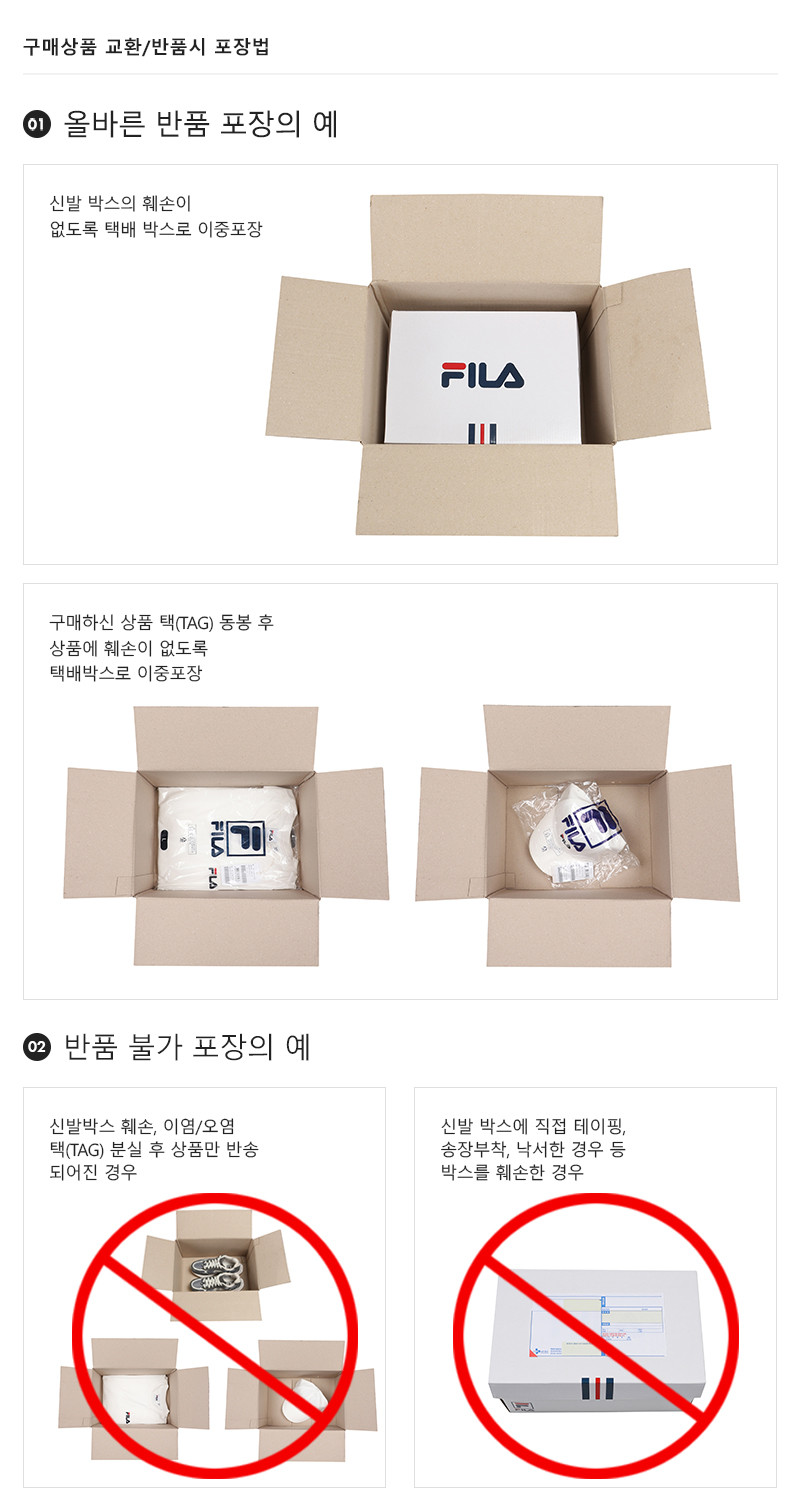 구매상품 교환/반품시 포장법
01 올바른 반품 포장의 예
신발 박스의 훼손이
없도록 택배 박스로 이중포장
FILA
구매하신 상품 택(TAG) 동봉 후
상품에 훼손이 없도록
택배박스로 이중포장
FILA
FILA
FILA
02 반품 불가 포장의 예
신발박스 훼손, 이염/오염
택(TAG) 분실 후 상품만 반송
되어진 경우
신발 박스에 직접 테이핑,
송장부착, 낙서한 경우 등
박스를 훼손한 경우
FILA